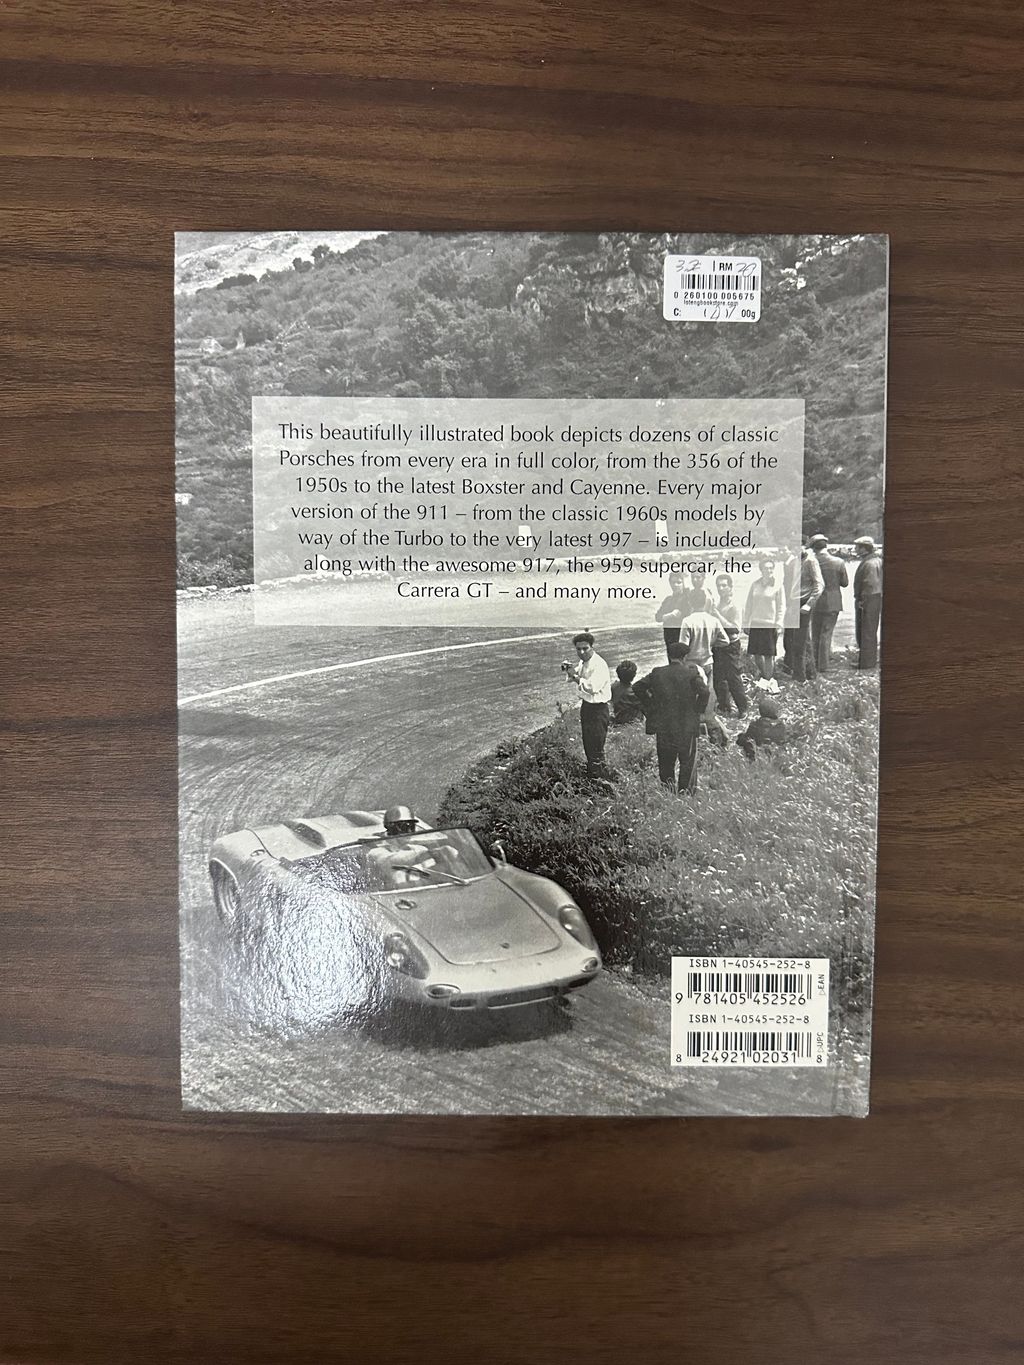 RM 20
0 260100 005675
lotengbookstore.com
C:
00g
This beautifully illustrated book depicts dozens of classic
Porsches from every era in full color, from the 356 of the
1950s to the latest Boxster and Cayenne. Every major
version of the 911 – from the classic 1960s models by
way of the Turbo to the very latest 997 – is included,
along with the awesome 917, the 959 supercar, the
Carrera GT – and many more.
ISBN 1-40545-252-8
EAN
9 781405 452526
ISBN 1-40545-252-8
UPC
8 24921 02031 8